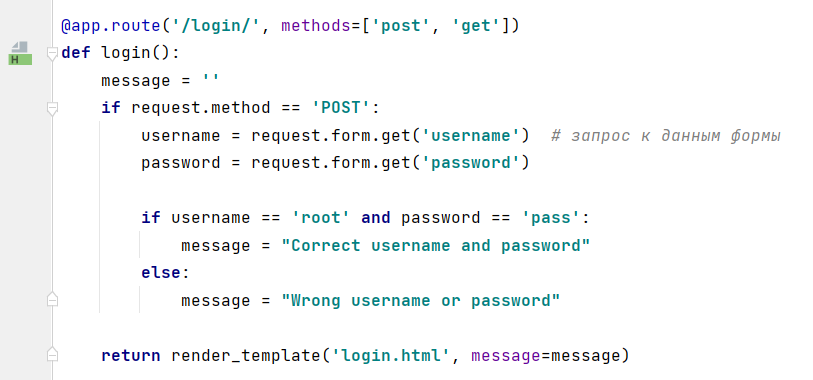 @app.route('/login/', methods=['post', 'get'])
def login():
    message = ''
    if request.method == 'POST':
        username = request.form.get('username')  # запрос к данным формы
        password = request.form.get('password')

        if username == 'root' and password == 'pass':
            message = "Correct username and password"
        else:
            message = "Wrong username or password"

    return render_template('login.html', message=message)